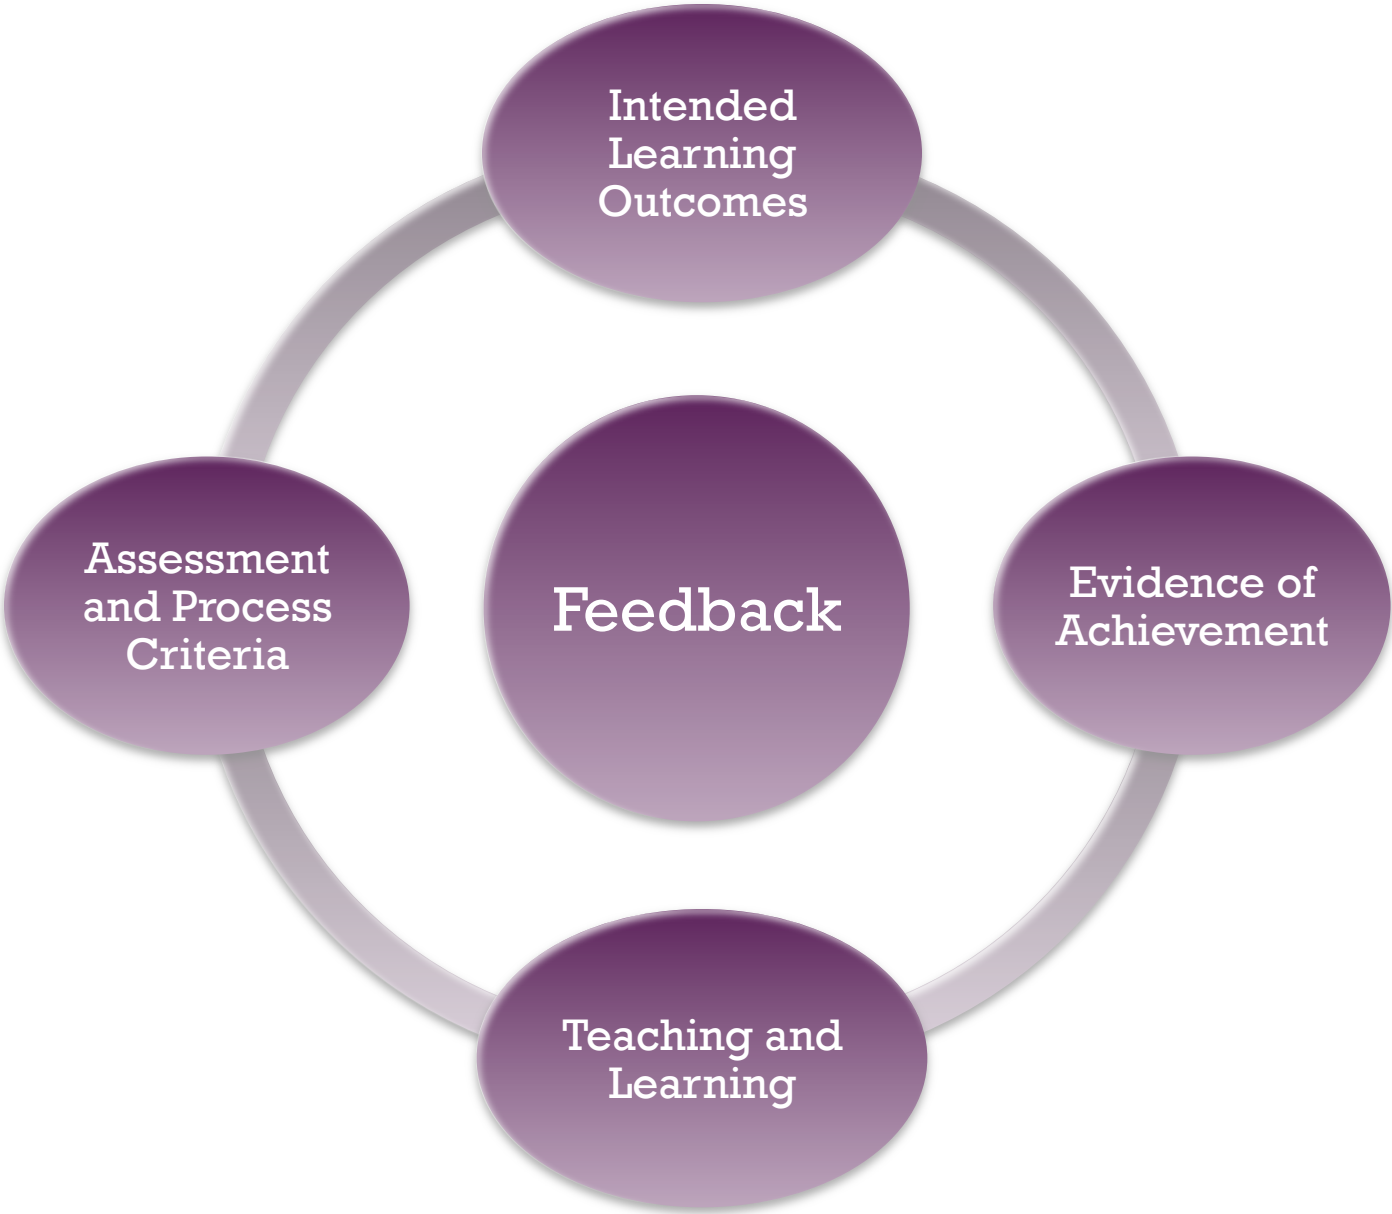 Intended
Learning
Outcomes
Assessment
and Process
Criteria
Feedback
Evidence of
Achievement
Teaching and
Learning